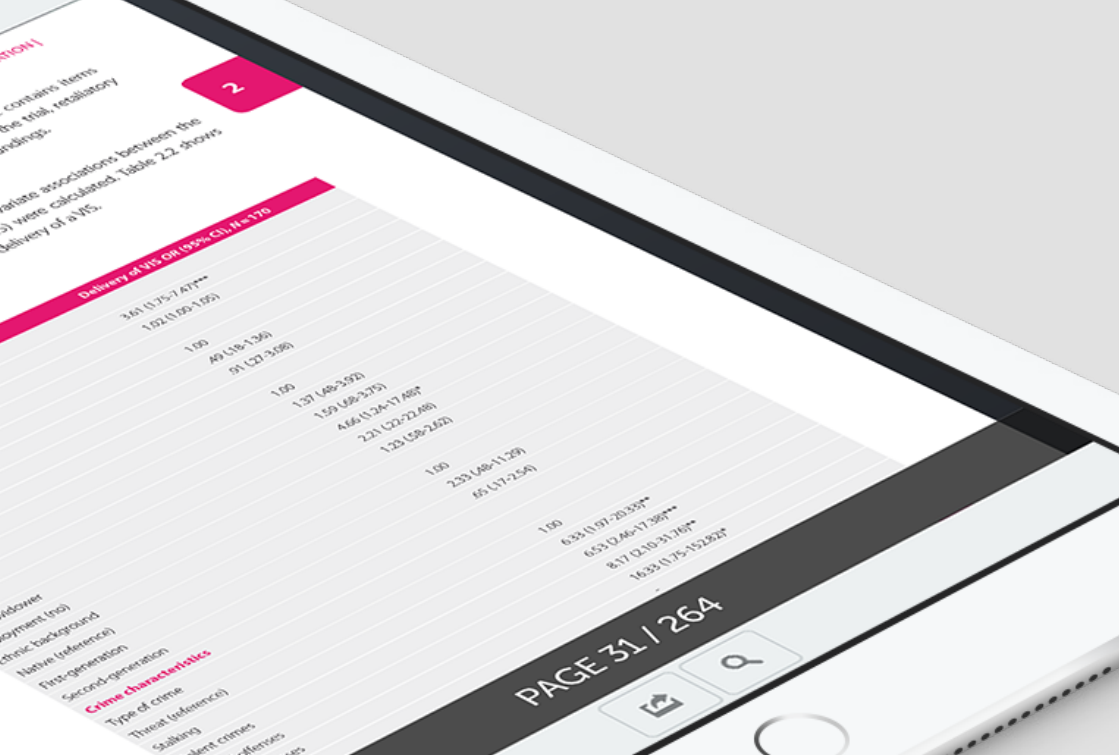 ATION |
2
contains items
the trial, retaliatory
ndings.
variate associations between the
5) were calculated. Table 2.2 shows
delivery of a VIS.
Delivery of VIS OR (95% CI), N = 170
3.61 (1.75-7.47)***
1.02 (1.00-1.05)
1.00
.49 (.18-1.36)
.91 (.27-3.08)
1.00
1.37 (.48-3.92)
1.59 (.68-3.75)
4.66 (1.24-17.48)*
2.21 (.22-22.48)
1.23 (.58-2.62)
1.00
2.33 (.48-11.29)
.65 (.17-2.54)
1.00
6.33 (1.97-20.33)**
6.53 (2.46-17.38)***
8.17 (2.10-31.76)**
16.33 (1.75-152.82)*
-
idower
loyment (no)
Ethnic background
Native (reference)
First-generation
Second-generation
Crime characteristics
Type of crime
Threat (reference)
Stalking
lent crimes
offenses
PAGE 31 / 264